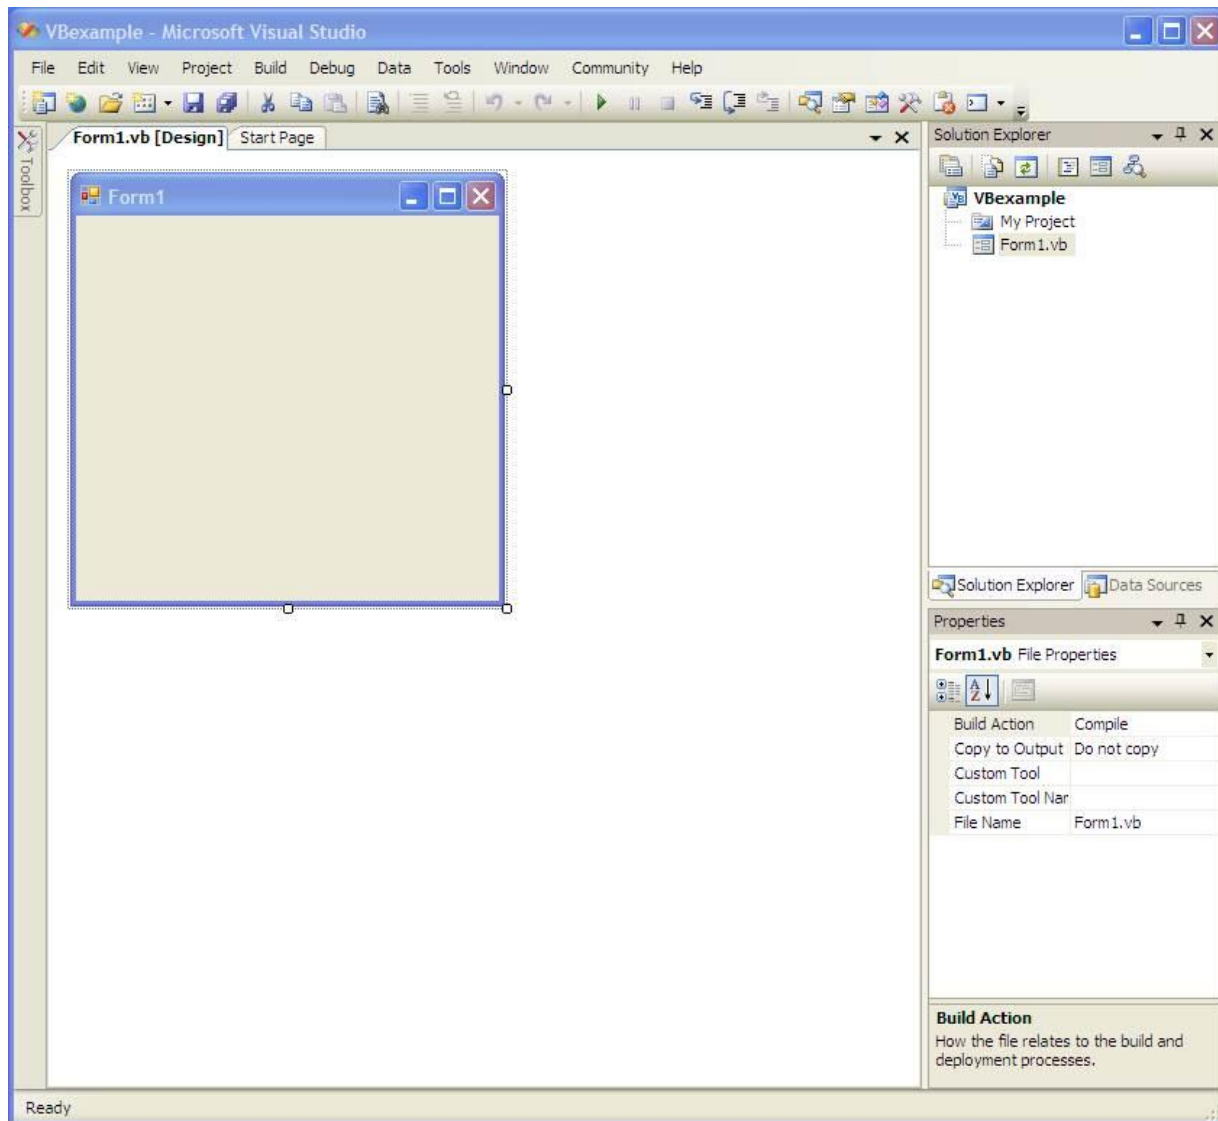 VBexample - Microsoft Visual Studio
File Edit View Project Build Debug Data Tools Window Community Help
Toolbox
Form1.vb [Design] Start Page
Form1
Solution Explorer
VBexample
My Project
Form1.vb
Solution Explorer Data Sources
Properties
Form1.vb File Properties
Build Action Compile
Copy to Output Do not copy
Custom Tool
Custom Tool Nar
File Name Form1.vb
Build Action
How the file relates to the build and
deployment processes.
Ready